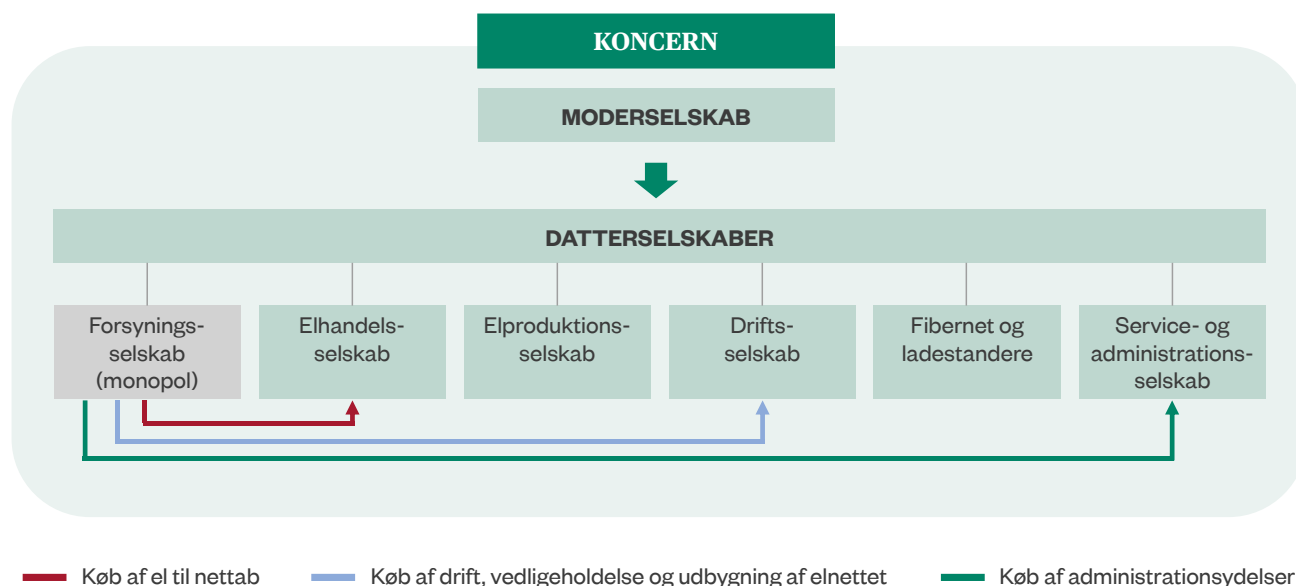 KONCERN
MODERSELSKAB
DATTERSELSKABER
Forsynings-
selskab
(monopol)
Elhandels-
selskab
Elproduktions-
selskab
Drifts-
selskab
Fibernet og
ladestandere
Service- og
administrations-
selskab
Køb af el til nettab
Køb af drift, vedligeholdelse og udbygning af elnettet
Køb af administrationsydelser